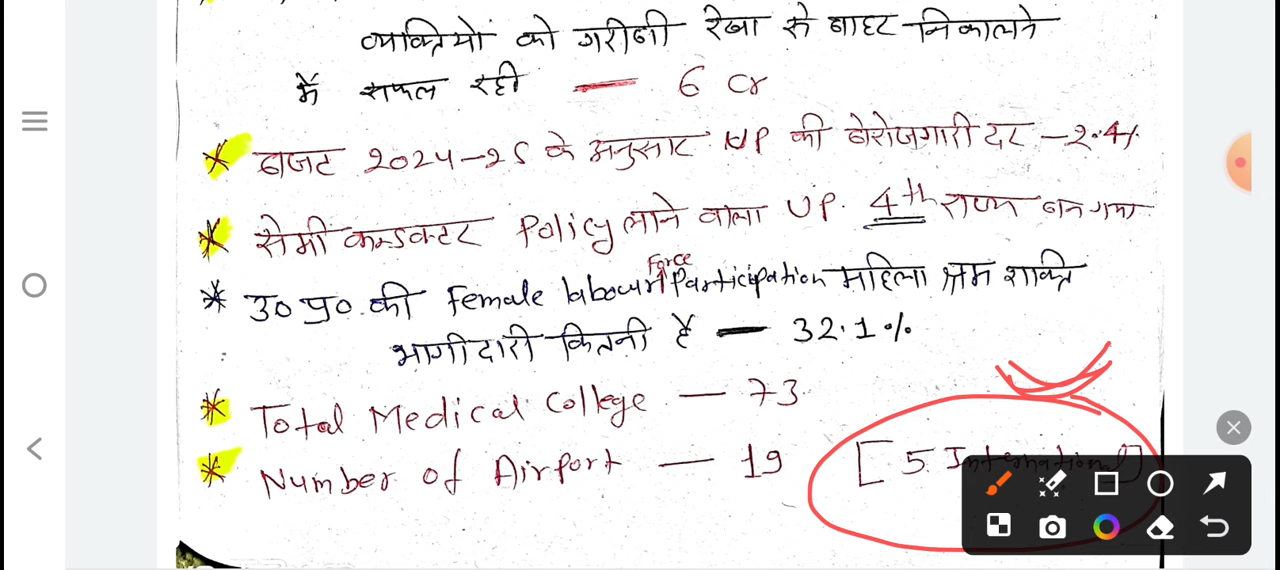 व्यक्तियों को गरीबी रेखा से बाहर निकालने
में सफल रही — 6 Cr
* बजट 2024-25 के अनुसार UP की बेरोजगारी दर - 2.4%
* सेमी कन्डक्टर Policy लाने वाला UP. 4th राज्य बन गया
* उ० प्र० की Female labour Force Participation महिला श्रम शक्ति
भागीदारी कितनी है — 32.1%
* Total Medical College — 73
* Number of Airport — 19 [5 International]